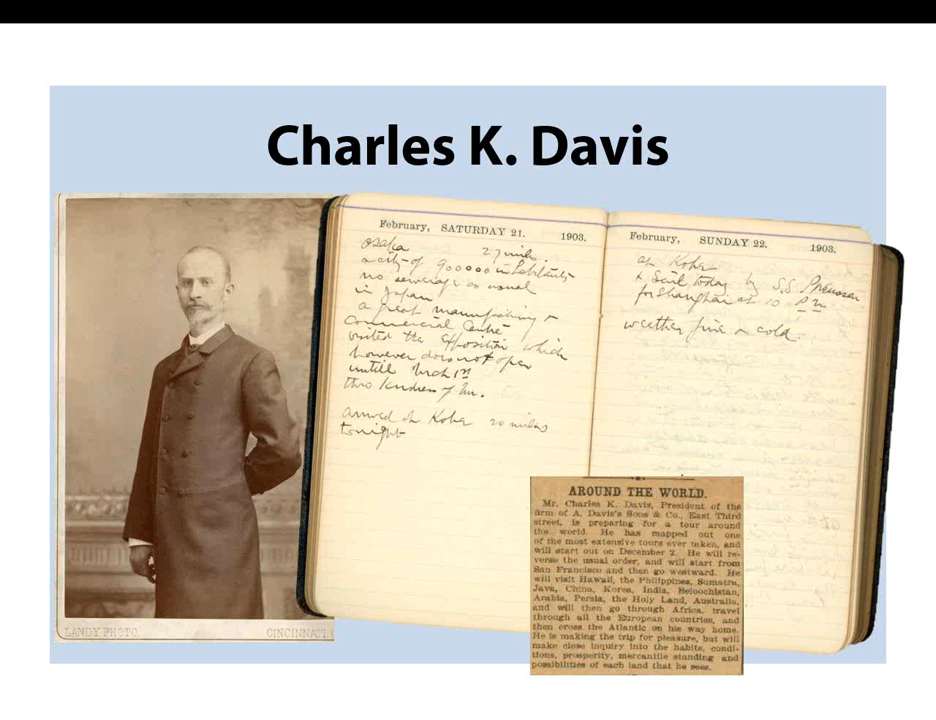 Charles K. Davis
LANDY PHOTO.
CINCINNATI
February, SATURDAY 21. 1903.
Osaka 27 miles.
a city of 900000 inhabitants
no sewerage as usual
in Japan
a great manufacturing &
Commercial Centre
visited the Exposition which
however does not open
untill Mch 1st
this kindness of Mr.
arrived in Kobe 20 miles
tonight
February, SUNDAY 22. 1903.
at Kobe
& Sail today by S.S. Preussen
for Shanghai at 10 P M
weather fine & cold.
AROUND THE WORLD.
Mr. Charles K. Davis, President of the
firm of A. Davis's Sons & Co., East Third
street, is preparing for a tour around
the world. He has mapped out one
of the most extensive tours ever taken, and
will start out on December 2. He will re-
verse the usual order, and will start from
San Francisco and then go westward. He
will visit Hawaii, the Philippines, Sumatra,
Java, China, Korea, India, Beloochistan,
Arabia, Persia, the Holy Land, Australia,
and will then go through Africa, travel
through all the European countries, and
then cross the Atlantic on his way home.
He is making the trip for pleasure, but will
make close inquiry into the habits, condi-
tions, prosperity, mercantile standing and
possibilities of each land that he sees.